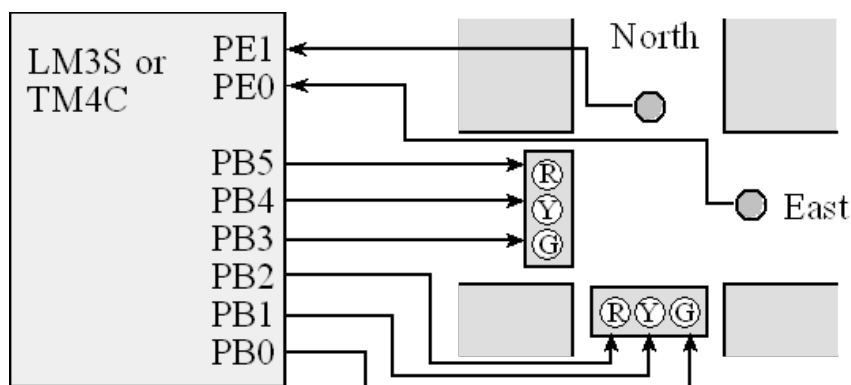 LM3S or
TM4C
PE1
PE0
PB5
PB4
PB3
PB2
PB1
PB0
North
East
R
Y
G
R Y G